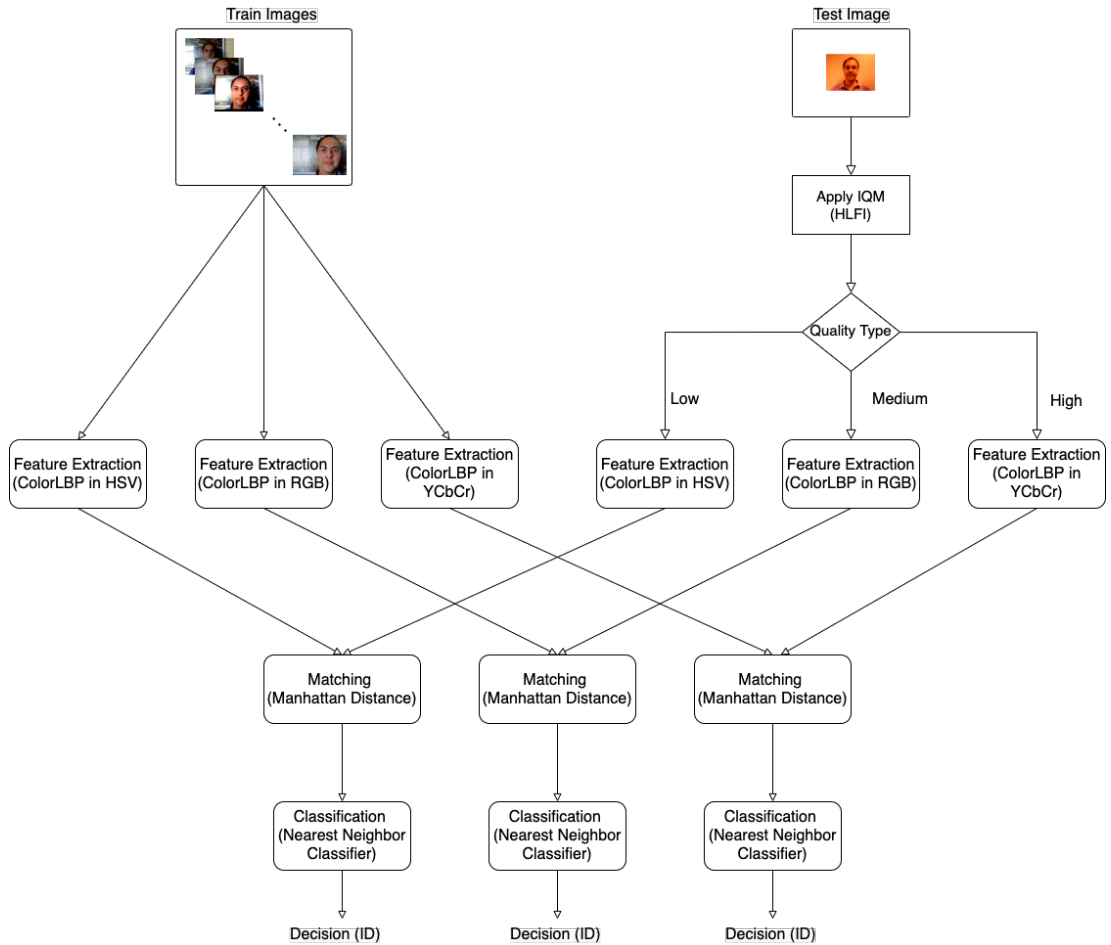 Train Images
Test Image
Apply IQM
(HLFI)
Quality Type
Low
Medium
High
Feature Extraction
(ColorLBP in HSV)
Feature Extraction
(ColorLBP in RGB)
Feature Extraction
(ColorLBP in
YCbCr)
Feature Extraction
(ColorLBP in HSV)
Feature Extraction
(ColorLBP in RGB)
Feature Extraction
(ColorLBP in
YCbCr)
Matching
(Manhattan Distance)
Matching
(Manhattan Distance)
Matching
(Manhattan Distance)
Classification
(Nearest Neighbor
Classifier)
Classification
(Nearest Neighbor
Classifier)
Classification
(Nearest Neighbor
Classifier)
Decision (ID)
Decision (ID)
Decision (ID)